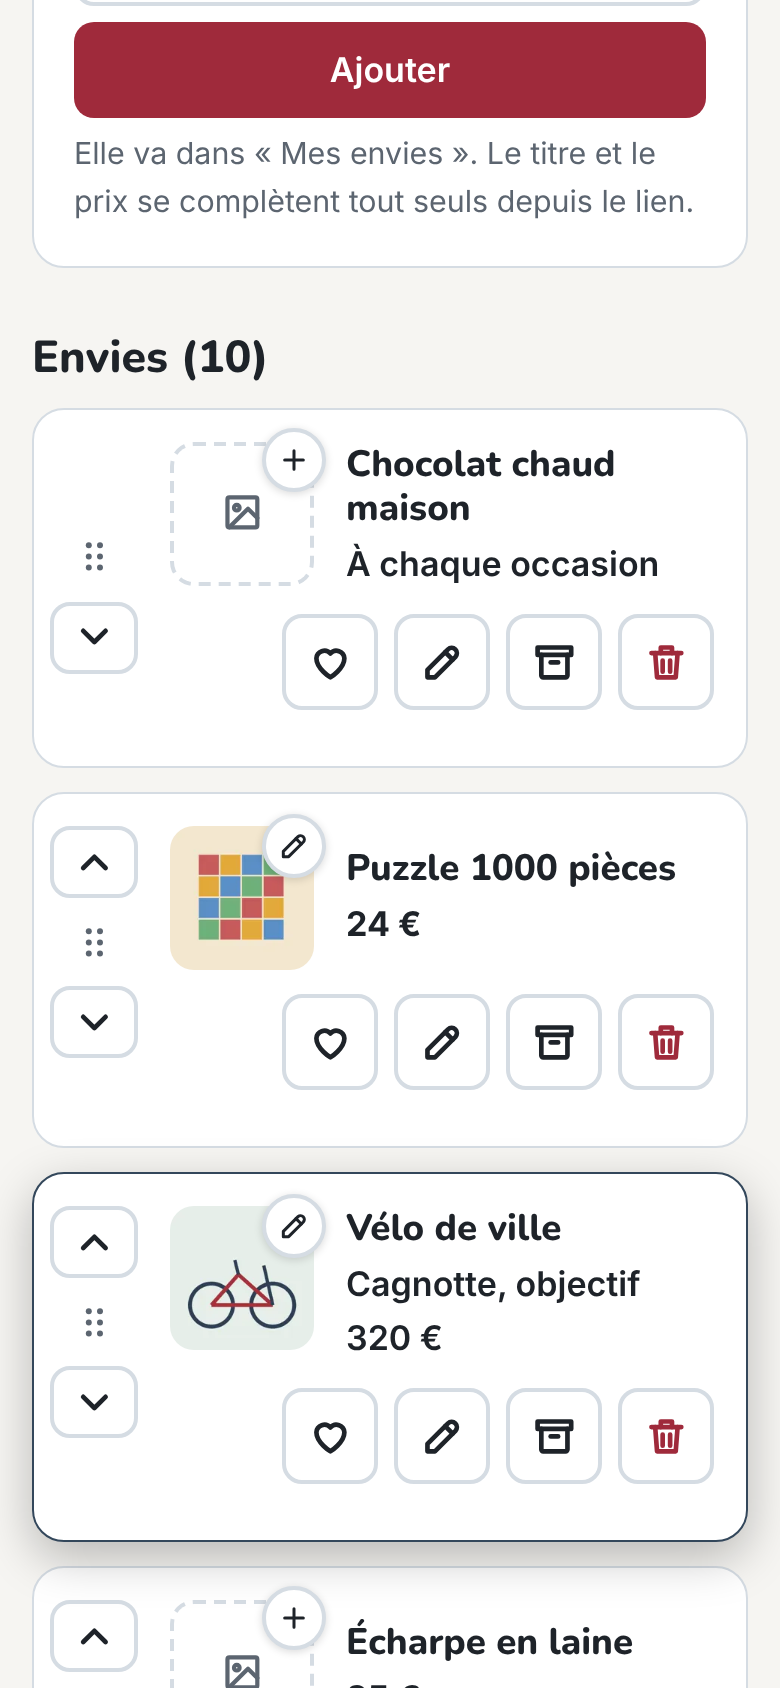 Ajouter
Elle va dans « Mes envies ». Le titre et le
prix se complètent tout seuls depuis le lien.
Envies (10)
Chocolat chaud
maison
À chaque occasion
Puzzle 1000 pièces
24 €
Vélo de ville
Cagnotte, objectif
320 €
Écharpe en laine